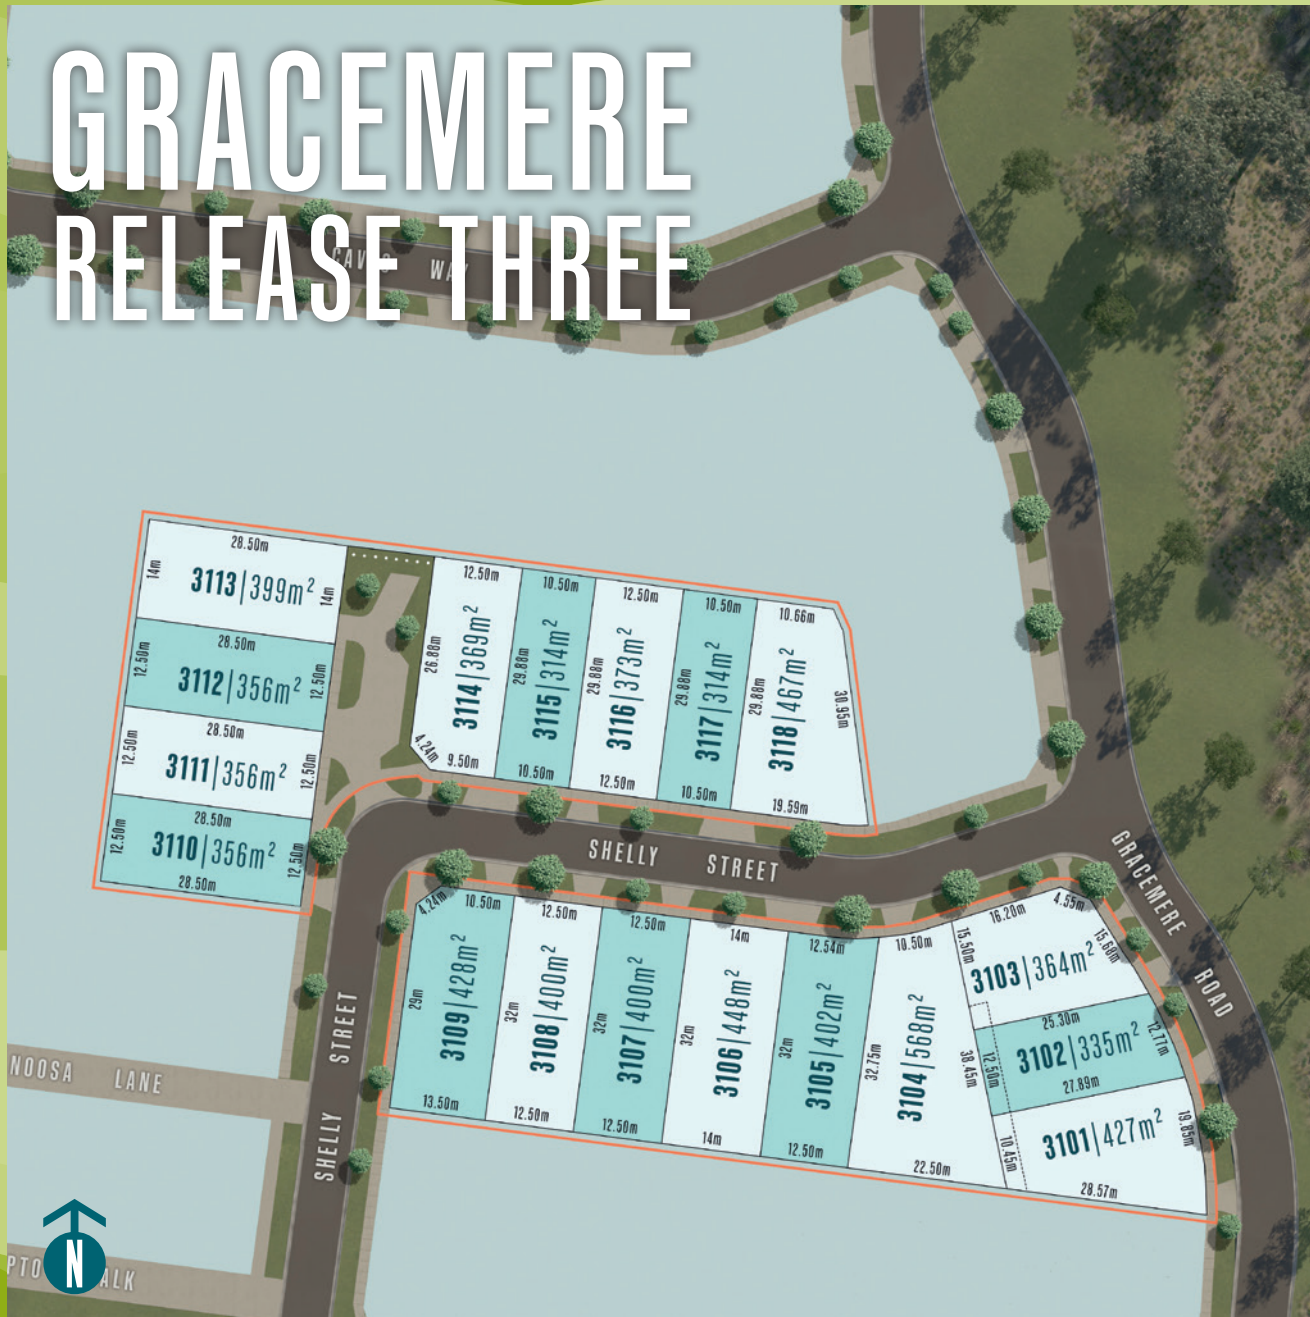 GRACEMERE
RELEASE THREE
WAY
28.50m
14m
3113|399m²
14m
28.50m
12.50m
3112|356m²
12.50m
28.50m
12.50m
3111|356m²
12.50m
28.50m
12.50m
3110|356m²
12.50m
28.50m
12.50m
26.88m
3114|369m²
4.24m
9.50m
10.50m
29.88m
3115|314m²
10.50m
12.50m
29.88m
3116|373m²
12.50m
10.50m
29.88m
3117|314m²
10.50m
10.66m
29.88m
3118|467m²
30.95m
19.59m
SHELLY STREET
GRACEMERE ROAD
4.24m
10.50m
29m
3109|428m²
13.50m
12.50m
32m
3108|400m²
12.50m
12.50m
32m
3107|400m²
12.50m
14m
32m
3106|448m²
14m
12.54m
32m
3105|402m²
12.50m
10.50m
32.75m
3104|568m²
38.45m
22.50m
16.20m
4.55m
15.50m
3103|364m²
15.68m
25.30m
12.50m
3102|335m²
12.77m
27.89m
10.45m
3101|427m²
19.85m
28.57m
SHELLY STREET
NOOSA LANE
N